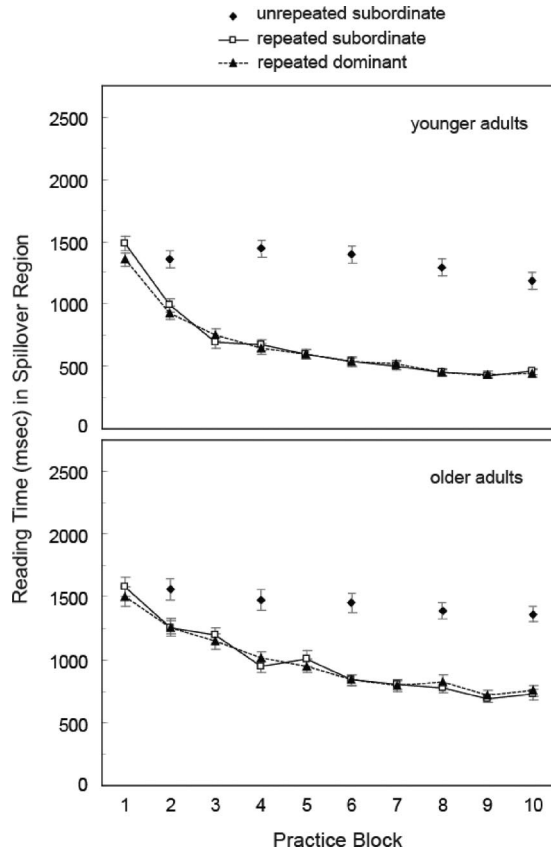 unrepeated subordinate
repeated subordinate
repeated dominant
younger adults
2500
2000
1500
1000
500
0
older adults
2500
2000
1500
1000
500
0
Reading Time (msec) in Spillover Region
1 2 3 4 5 6 7 8 9 10
Practice Block